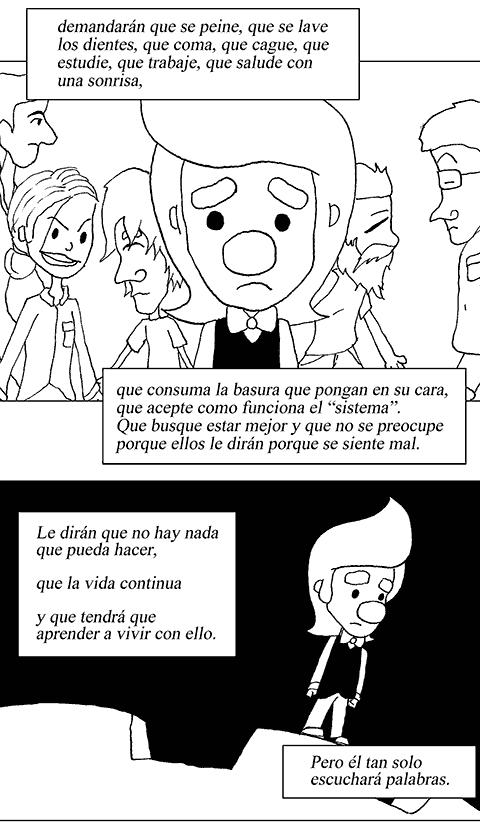 demandarán que se peine, que se lave
los dientes, que coma, que cague, que
estudie, que trabaje, que salude con
una sonrisa,
que consuma la basura que pongan en su cara,
que acepte como funciona el “sistema”.
Que busque estar mejor y que no se preocupe
porque ellos le dirán porque se siente mal.
Le dirán que no hay nada
que pueda hacer,
que la vida continua
y que tendrá que
aprender a vivir con ello.
Pero él tan solo
escuchará palabras.